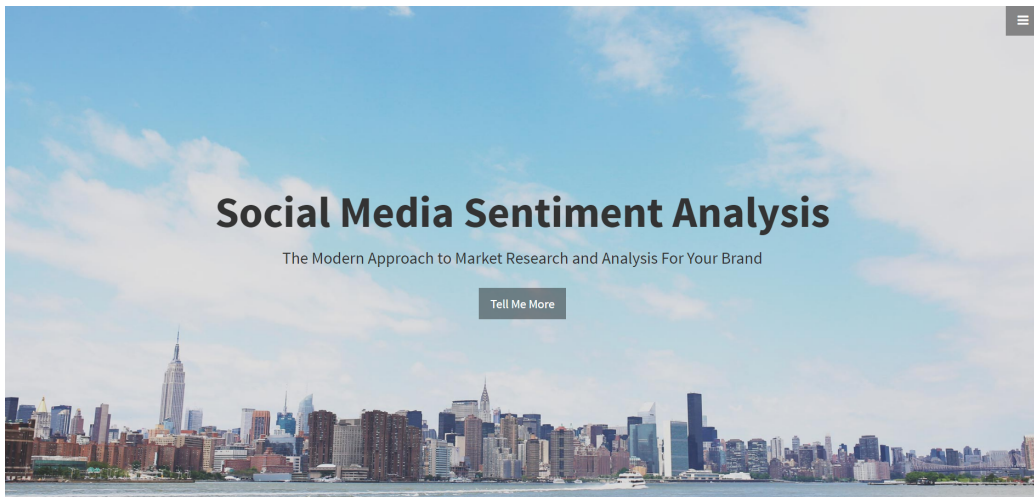 Social Media Sentiment Analysis
The Modern Approach to Market Research and Analysis For Your Brand
Tell Me More